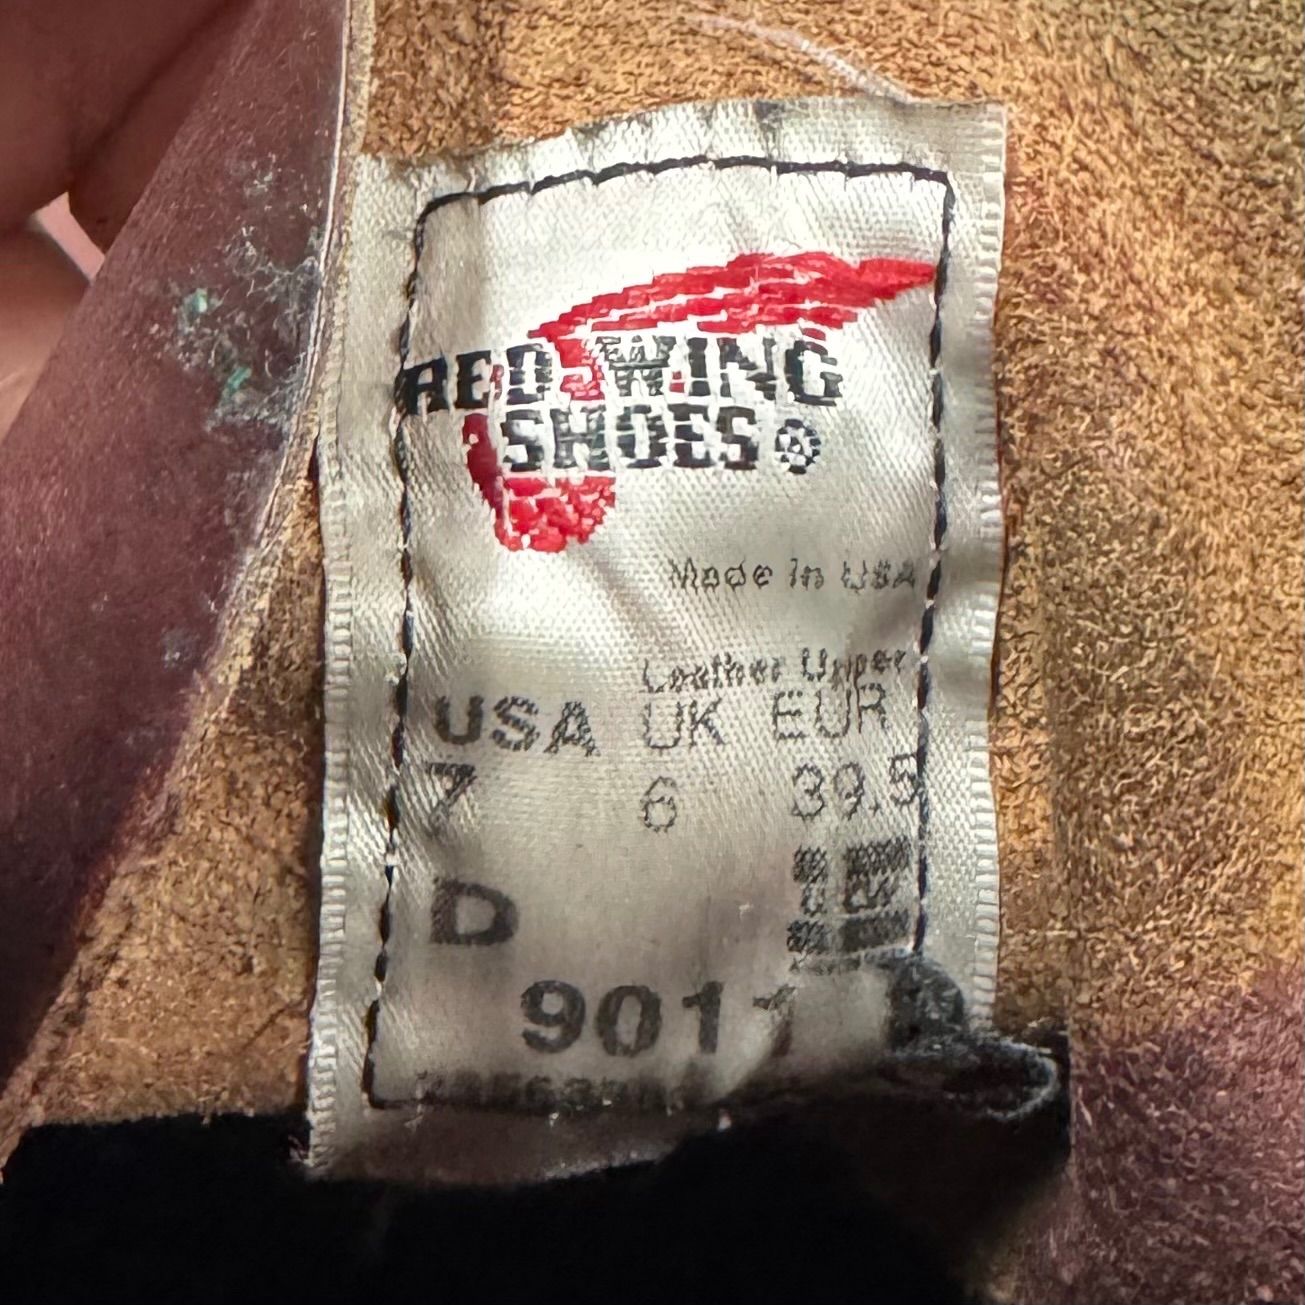 RED WING
SHOES®
Made in USA
Leather Upper
USA UK EUR
7 6 39.5
D
9011